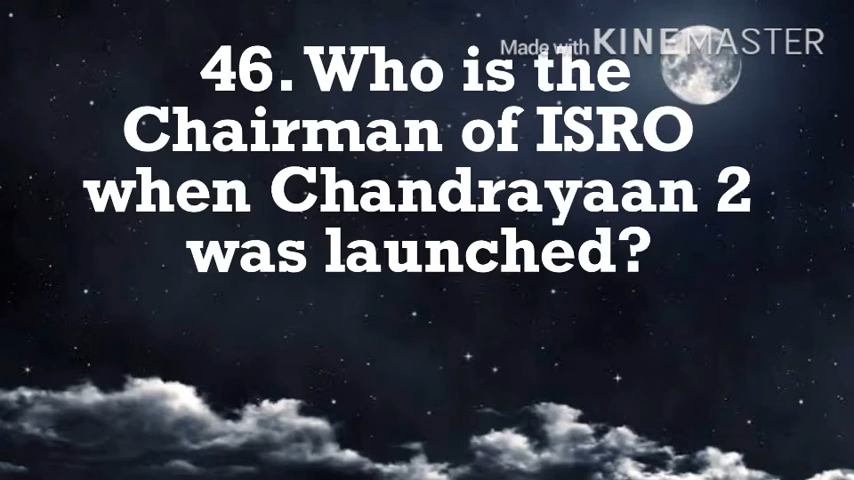 Made with KINEMASTER
46. Who is the
Chairman of ISRO
when Chandrayaan 2
was launched?